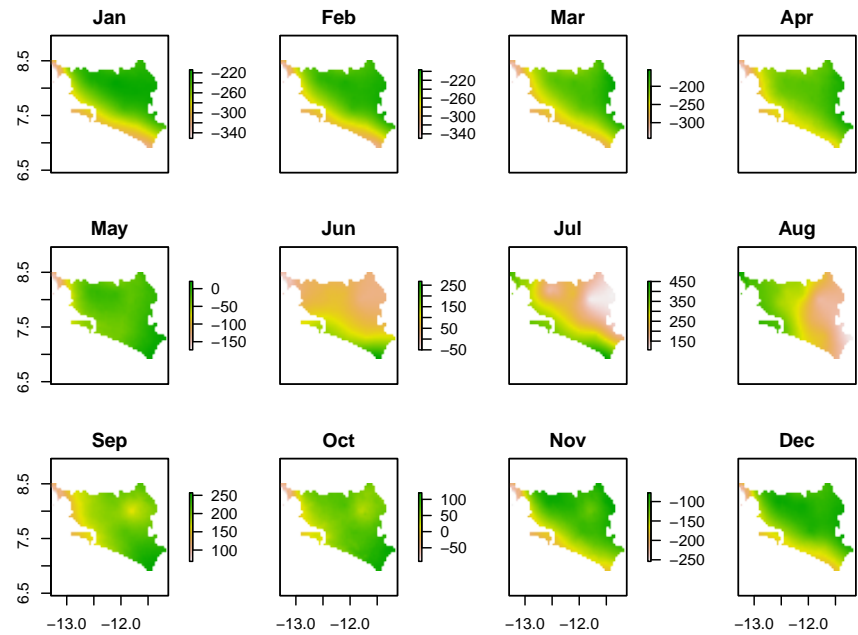 Jan Feb Mar Apr
8.5 7.5 6.5
−220 −260 −300 −340
−220 −260 −300 −340
−200 −250 −300
May Jun Jul Aug
8.5 7.5 6.5
0 −50 −100 −150
250 150 50 −50
450 350 250 150
Sep Oct Nov Dec
8.5 7.5 6.5
250 200 150 100
100 50 0 −50
−100 −150 −200 −250
−13.0 −12.0 −13.0 −12.0 −13.0 −12.0 −13.0 −12.0